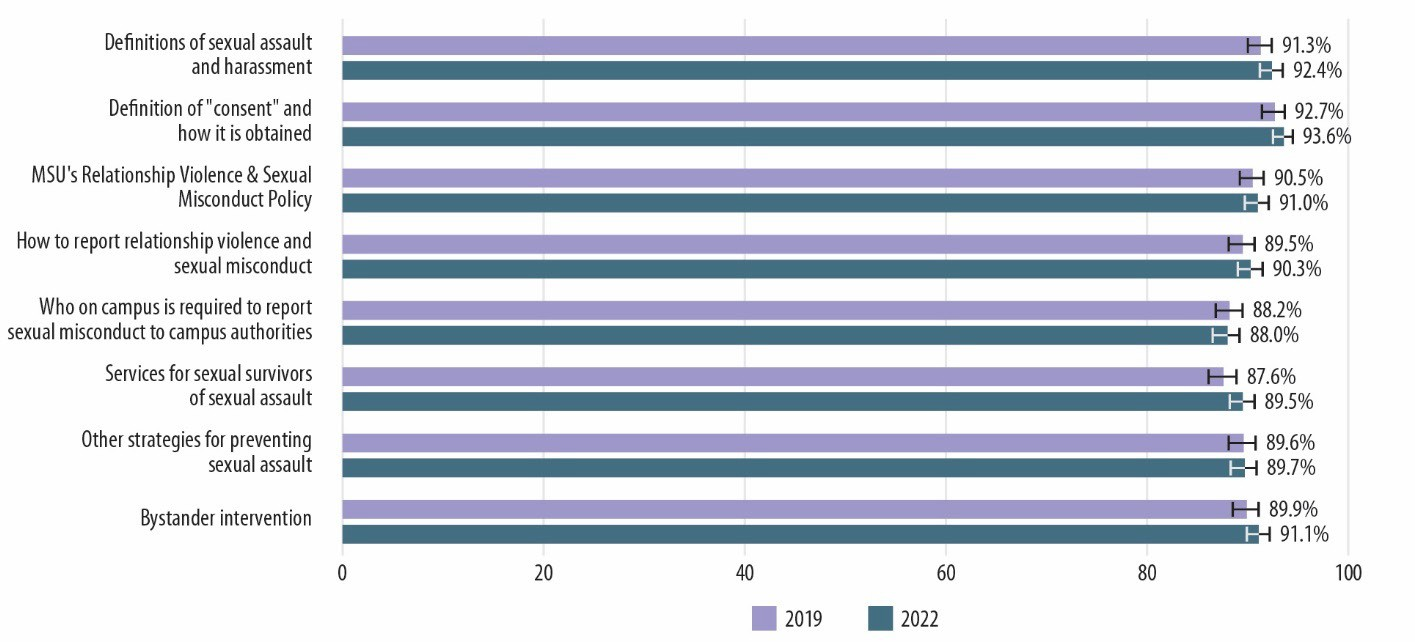 Definitions of sexual assault
and harassment
91.3%
92.4%
Definition of "consent" and
how it is obtained
92.7%
93.6%
MSU's Relationship Violence & Sexual
Misconduct Policy
90.5%
91.0%
How to report relationship violence and
sexual misconduct
89.5%
90.3%
Who on campus is required to report
sexual misconduct to campus authorities
88.2%
88.0%
Services for sexual survivors
of sexual assault
87.6%
89.5%
Other strategies for preventing
sexual assault
89.6%
89.7%
Bystander intervention
89.9%
91.1%
0 20 40 60 80 100
2019 2022